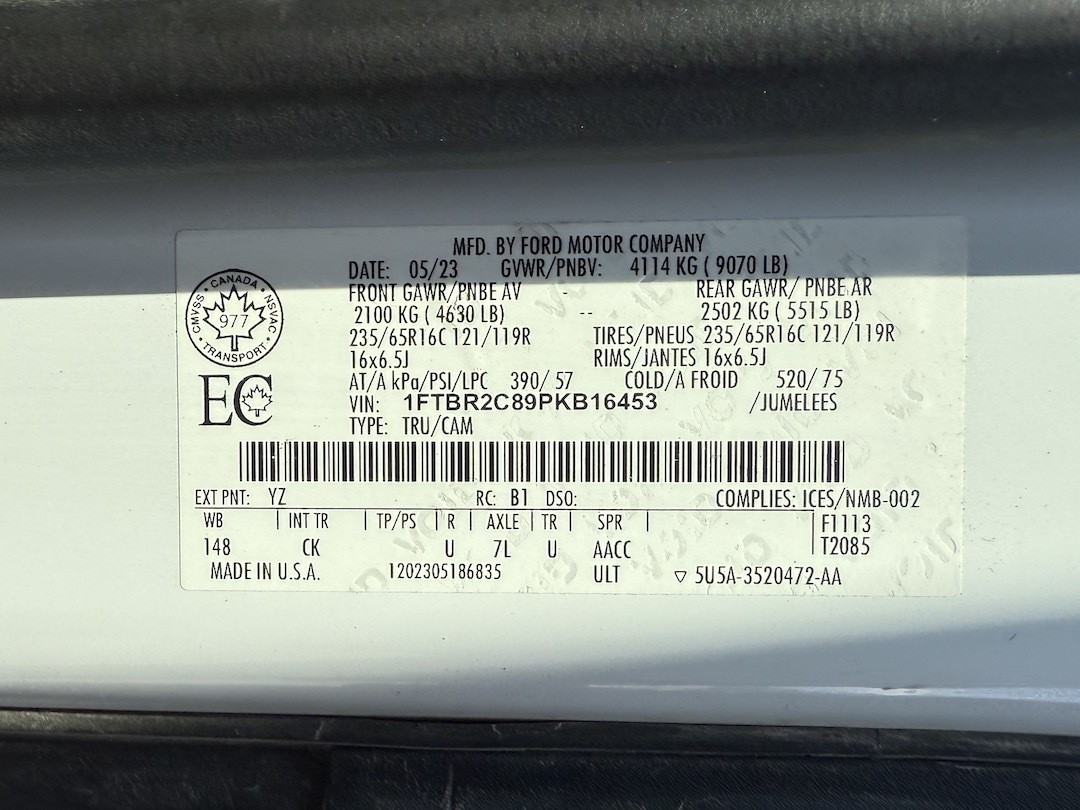 MFD. BY FORD MOTOR COMPANY
DATE: 05/23 GVWR/PNBV: 4114 KG ( 9070 LB)
FRONT GAWR/PNBE AV - REAR GAWR/ PNBE AR
2100 KG ( 4630 LB) -- 2502 KG ( 5515 LB)
235/65R16C 121/119R TIRES/PNEUS 235/65R16C 121/119R
16x6.5J RIMS/JANTES 16x6.5J
AT/A kPa/PSI/LPC 390/ 57 COLD/A FROID 520/ 75
VIN: 1FTBR2C89PKB16453 /JUMELEES
TYPE: TRU/CAM
CANADA
CMVSS 977 NSVAC
TRANSPORT
EC
EXT PNT: YZ RC: B1 DSO: COMPLIES: ICES/NMB-002
WB | INT TR | TP/PS | R | AXLE | TR | SPR | F1113
148 CK U 7L U AACC T2085
MADE IN U.S.A. 1202305186835 ULT ▽ 5U5A-3520472-AA